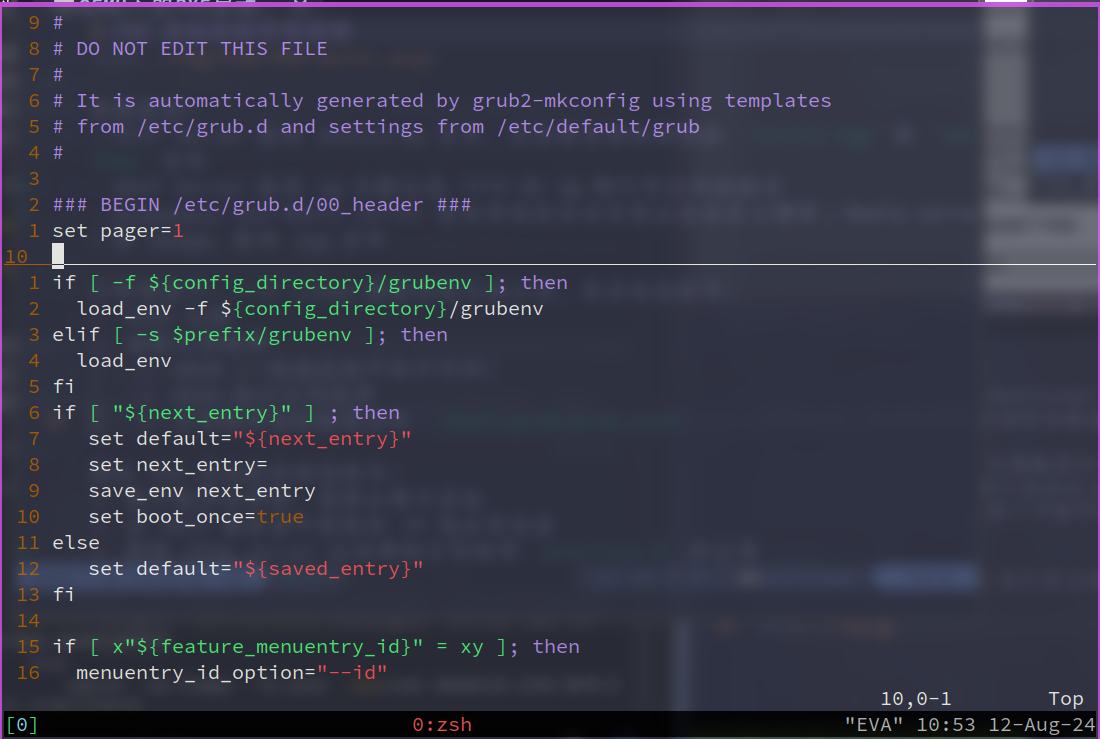 9 #
8 # DO NOT EDIT THIS FILE
7 #
6 # It is automatically generated by grub2-mkconfig using templates
5 # from /etc/grub.d and settings from /etc/default/grub
4 #
3
2 ### BEGIN /etc/grub.d/00_header ###
1 set pager=1
10
1 if [ -f ${config_directory}/grubenv ]; then
2   load_env -f ${config_directory}/grubenv
3 elif [ -s $prefix/grubenv ]; then
4   load_env
5 fi
6 if [ "${next_entry}" ] ; then
7    set default="${next_entry}"
8    set next_entry=
9    save_env next_entry
10    set boot_once=true
11 else
12    set default="${saved_entry}"
13 fi
14
15 if [ x"${feature_menuentry_id}" = xy ]; then
16   menuentry_id_option="--id"
10,0-1 Top
[0] 0:zsh "EVA" 10:53 12-Aug-24